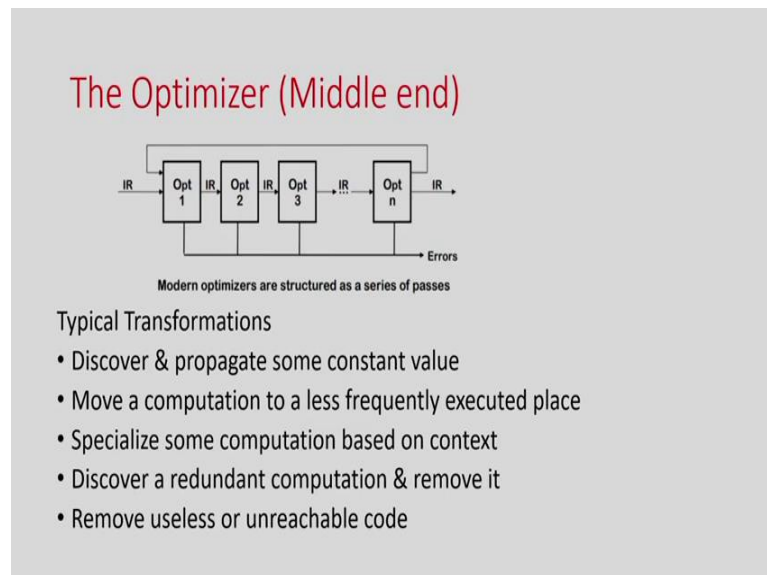 The Optimizer (Middle end)
IR Opt 1 IR Opt 2 IR Opt 3 IR ... Opt n IR
Errors
Modern optimizers are structured as a series of passes
Typical Transformations
• Discover & propagate some constant value
• Move a computation to a less frequently executed place
• Specialize some computation based on context
• Discover a redundant computation & remove it
• Remove useless or unreachable code